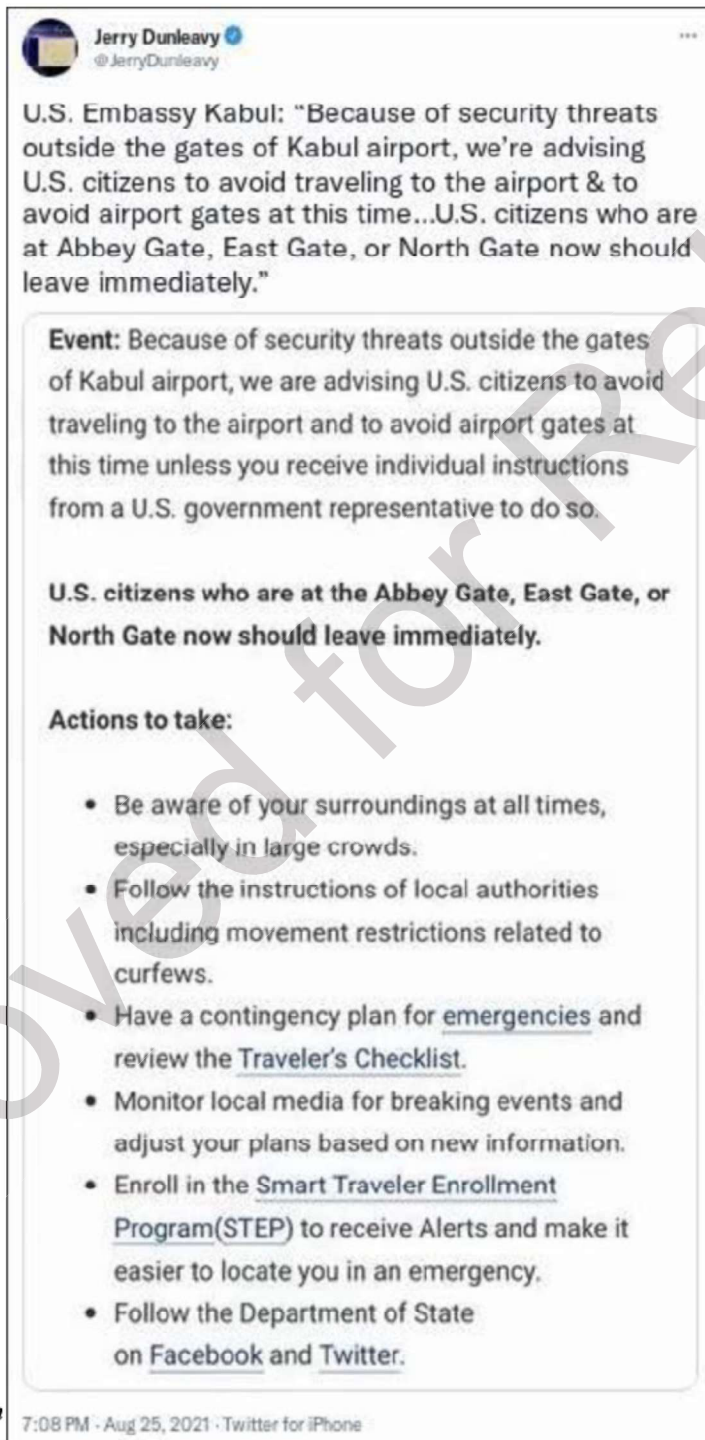 Jerry Dunleavy
@JerryDunleavy
U.S. Embassy Kabul: “Because of security threats
outside the gates of Kabul airport, we’re advising
U.S. citizens to avoid traveling to the airport & to
avoid airport gates at this time...U.S. citizens who are
at Abbey Gate, East Gate, or North Gate now should
leave immediately.”
Event: Because of security threats outside the gates
of Kabul airport, we are advising U.S. citizens to avoid
traveling to the airport and to avoid airport gates at
this time unless you receive individual instructions
from a U.S. government representative to do so.
U.S. citizens who are at the Abbey Gate, East Gate, or
North Gate now should leave immediately.
Actions to take:
• Be aware of your surroundings at all times,
especially in large crowds.
• Follow the instructions of local authorities
including movement restrictions related to
curfews.
• Have a contingency plan for emergencies and
review the Traveler’s Checklist.
• Monitor local media for breaking events and
adjust your plans based on new information.
• Enroll in the Smart Traveler Enrollment
Program(STEP) to receive Alerts and make it
easier to locate you in an emergency.
• Follow the Department of State
on Facebook and Twitter.
7:08 PM · Aug 25, 2021 · Twitter for iPhone
oved for Re